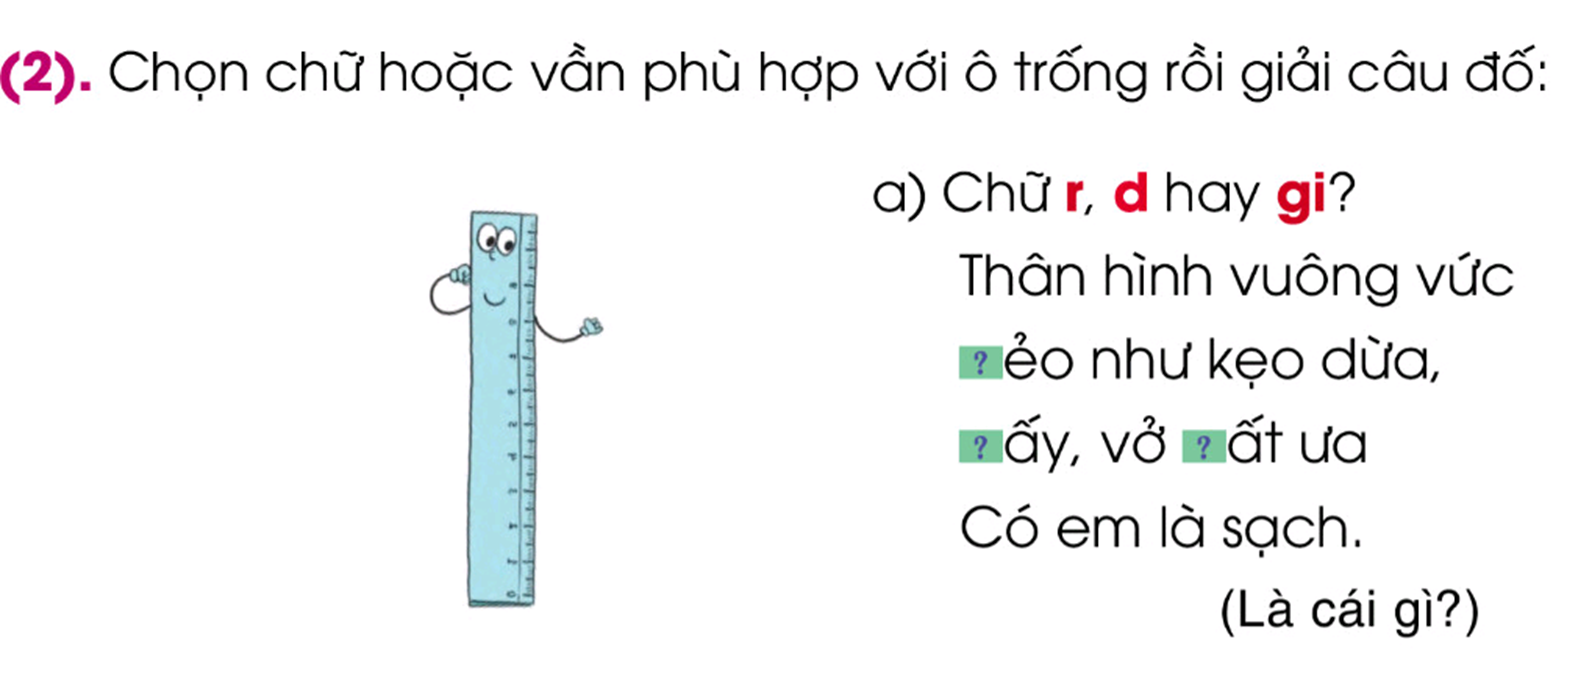 (2). Chọn chữ hoặc vần phù hợp với ô trống rồi giải câu đố:
a) Chữ r, d hay gi?
Thân hình vuông vức
?ẻo như kẹo dừa,
?ấy, vở ?ất ưa
Có em là sạch.
(Là cái gì?)